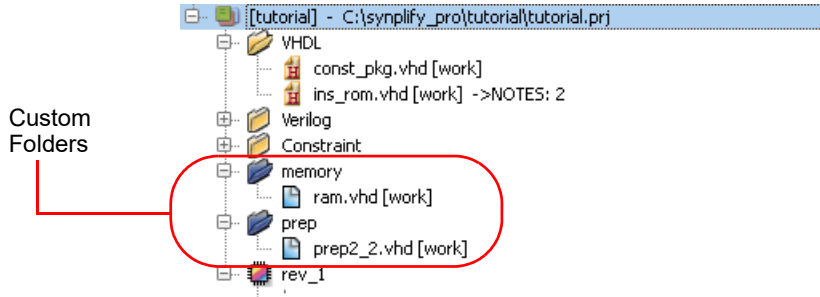 [tutorial] - C:\synplify_pro\tutorial\tutorial.prj
VHDL
const_pkg.vhd [work]
ins_rom.vhd [work] ->NOTES: 2
Verilog
Constraint
memory
ram.vhd [work]
prep
prep2_2.vhd [work]
rev_1
Custom
Folders